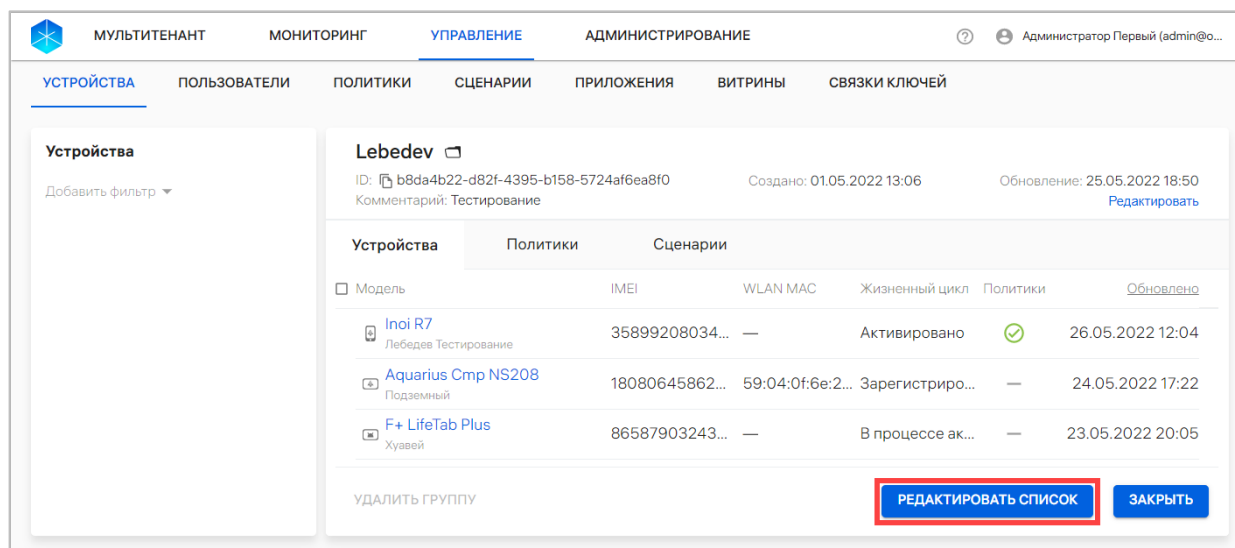 МУЛЬТИТЕНАНТ МОНИТОРИНГ УПРАВЛЕНИЕ АДМИНИСТРИРОВАНИЕ ? Администратор Первый (admin@o...
УСТРОЙСТВА ПОЛЬЗОВАТЕЛИ ПОЛИТИКИ СЦЕНАРИИ ПРИЛОЖЕНИЯ ВИТРИНЫ СВЯЗКИ КЛЮЧЕЙ
Устройства
Добавить фильтр
Lebedev
ID: b8da4b22-d82f-4395-b158-5724af6ea8f0 Создано: 01.05.2022 13:06 Обновление: 25.05.2022 18:50
Комментарий: Тестирование Редактировать
Устройства Политики Сценарии
Модель IMEI WLAN MAC Жизненный цикл Политики Обновлено
Inoi R7 35899208034... — Активировано 26.05.2022 12:04
Лебедев Тестирование
Aquarius Cmp NS208 18080645862... 59:04:0f:6e:2... Зарегистриро... — 24.05.2022 17:22
Подземный
F+ LifeTab Plus 86587903243... — В процессе ак... — 23.05.2022 20:05
Хуавей
УДАЛИТЬ ГРУППУ РЕДАКТИРОВАТЬ СПИСОК ЗАКРЫТЬ